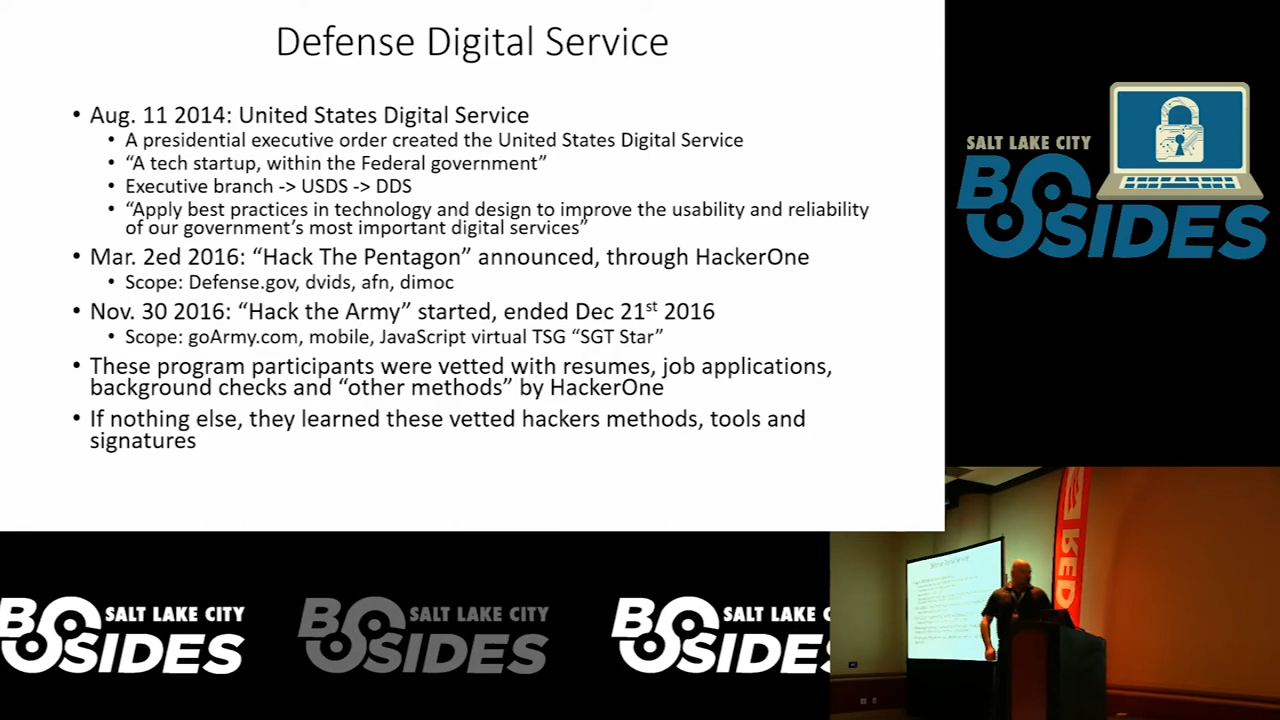 Defense Digital Service
• Aug. 11 2014: United States Digital Service
• A presidential executive order created the United States Digital Service
• “A tech startup, within the Federal government”
• Executive branch -> USDS -> DDS
• “Apply best practices in technology and design to improve the usability and reliability
of our government’s most important digital services”
• Mar. 2ed 2016: “Hack The Pentagon” announced, through HackerOne
• Scope: Defense.gov, dvids, afn, dimoc
• Nov. 30 2016: “Hack the Army” started, ended Dec 21st 2016
• Scope: goArmy.com, mobile, JavaScript virtual TSG “SGT Star”
• These program participants were vetted with resumes, job applications,
background checks and “other methods” by HackerOne
• If nothing else, they learned these vetted hackers methods, tools and
signatures
SALT LAKE CITY
BSIDES
RED
SALT LAKE CITY
BSIDES
SALT LAKE CITY
BSIDES
SALT LAKE CITY
BSIDES